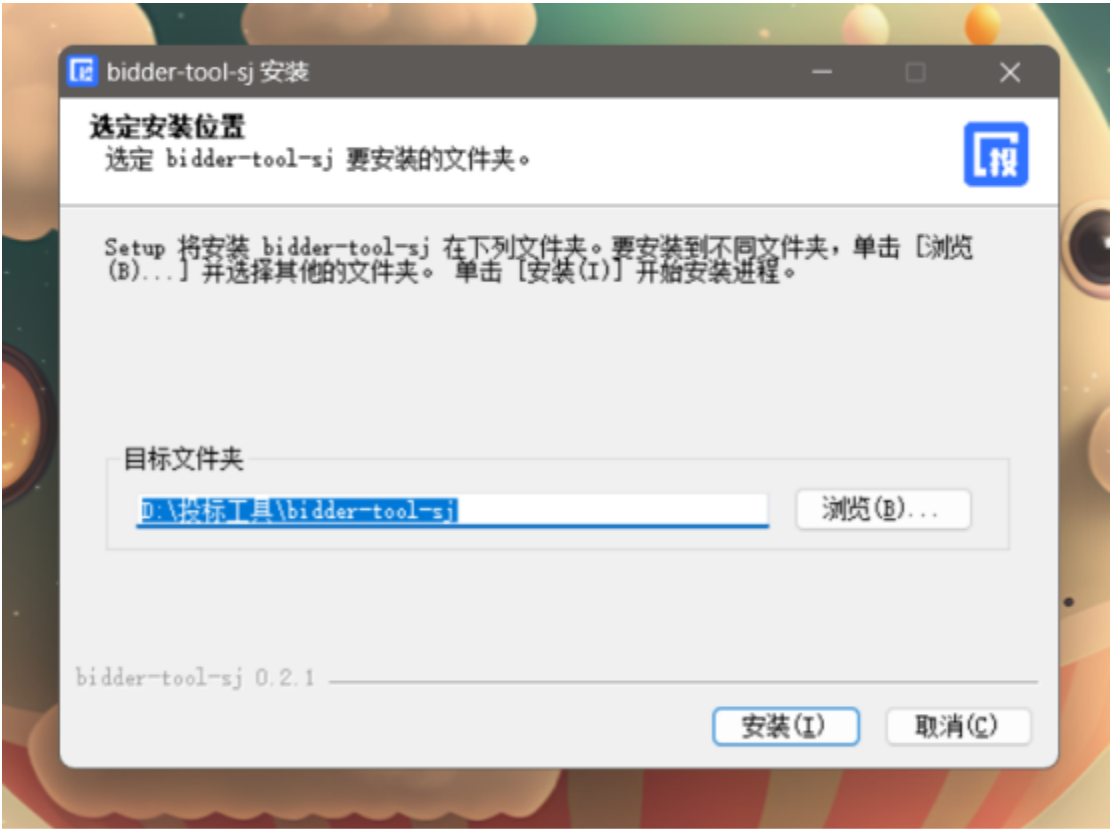 bidder-tool-sj 安装
选定安装位置
选定 bidder-tool-sj 要安装的文件夹。
投
Setup 将安装 bidder-tool-sj 在下列文件夹。要安装到不同文件夹，单击 [浏览
(B)...] 并选择其他的文件夹。 单击 [安装(I)] 开始安装进程。
目标文件夹
D:\投标工具\bidder-tool-sj
浏览(B)...
bidder-tool-sj 0.2.1
安装(I)
取消(C)